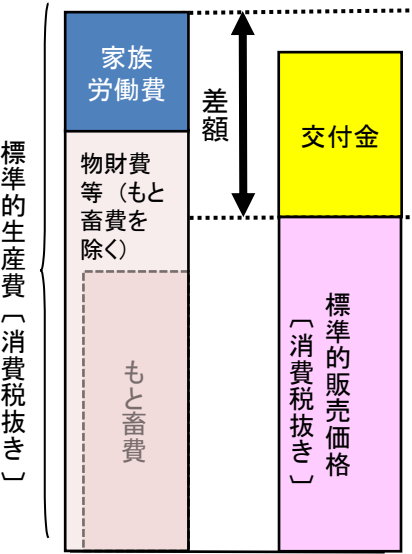 標準的生産費〔消費税抜き〕
家族
労働費
物財費
等（もと
畜費を
除く）
もと畜費
差額
交付金
標準的販売価格
〔消費税抜き〕